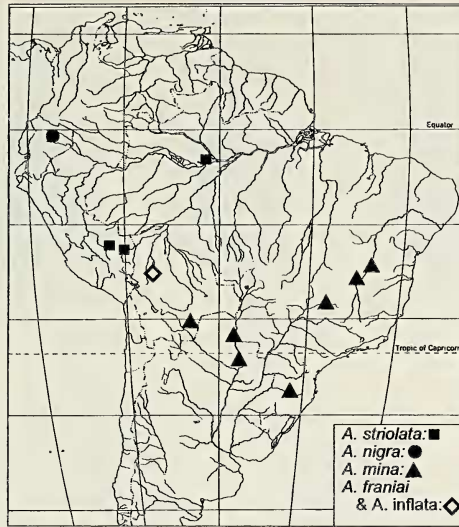 Equator
Tropic of Capricorn
A. striolata: ■
A. nigra: ●
A. mina: ▲
A. franiai
& A. inflata: ◇